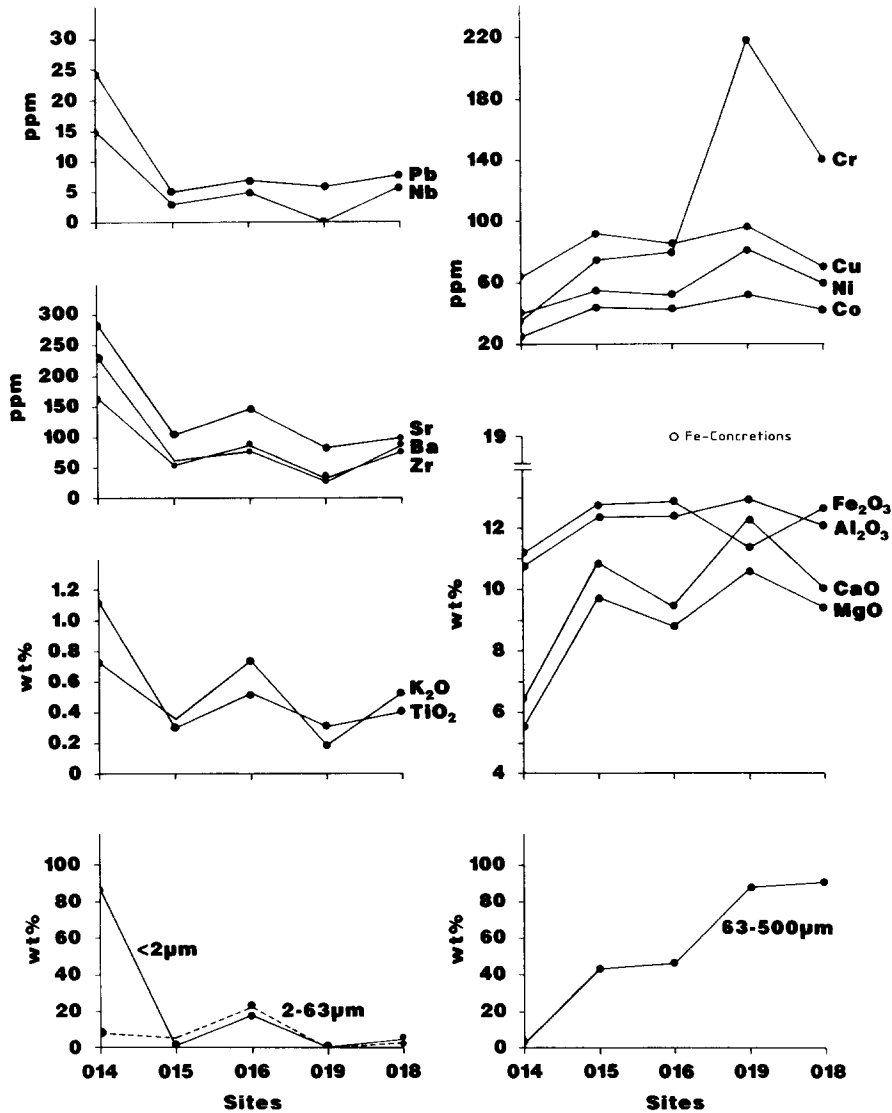 30
25
20
15
10
5
0
ppm
Pb
Nb
300
250
200
150
100
50
0
ppm
Sr
Ba
Zr
1.2
1.0
0.8
0.6
0.4
0.2
0
wt%
K₂O
TiO₂
100
80
60
40
20
0
wt%
<2µm
2-63µm
014 015 016 019 018
Sites
220
180
140
100
60
20
ppm
Cr
Cu
Ni
Co
19
12
10
8
6
4
wt%
Fe-Concretions
Fe₂O₃
Al₂O₃
CaO
MgO
100
80
60
40
20
0
wt%
63-500µm
014 015 016 019 018
Sites